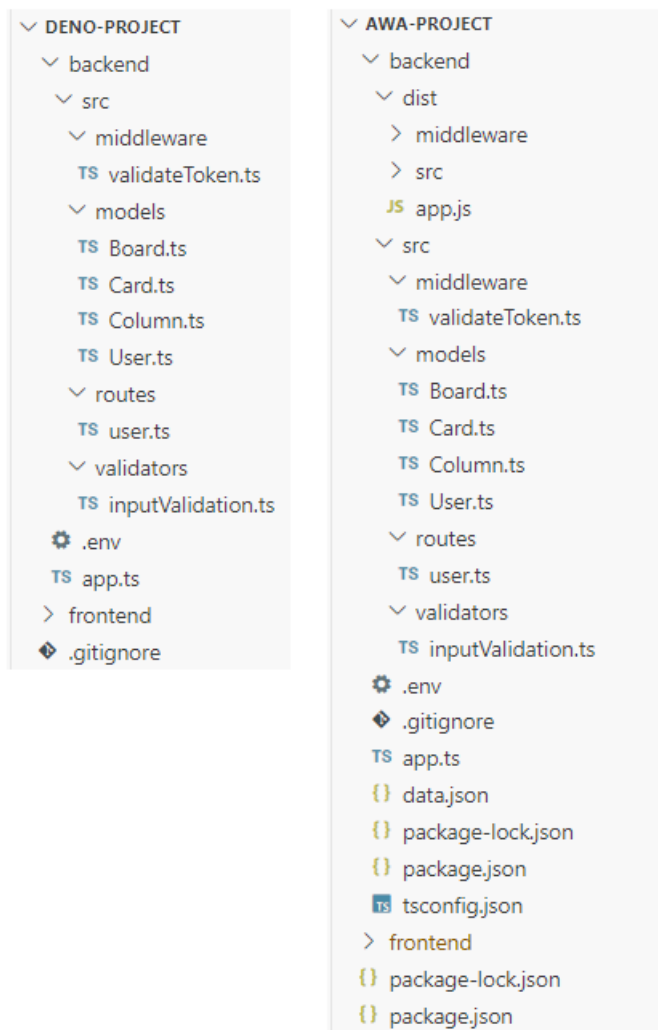 DENO-PROJECT
backend
src
middleware
TS validateToken.ts
models
TS Board.ts
TS Card.ts
TS Column.ts
TS User.ts
routes
TS user.ts
validators
TS inputValidation.ts
.env
TS app.ts
frontend
.gitignore
AWA-PROJECT
backend
dist
middleware
src
JS app.js
src
middleware
TS validateToken.ts
models
TS Board.ts
TS Card.ts
TS Column.ts
TS User.ts
routes
TS user.ts
validators
TS inputValidation.ts
.env
.gitignore
TS app.ts
{} data.json
{} package-lock.json
{} package.json
TS tsconfig.json
frontend
{} package-lock.json
{} package.json